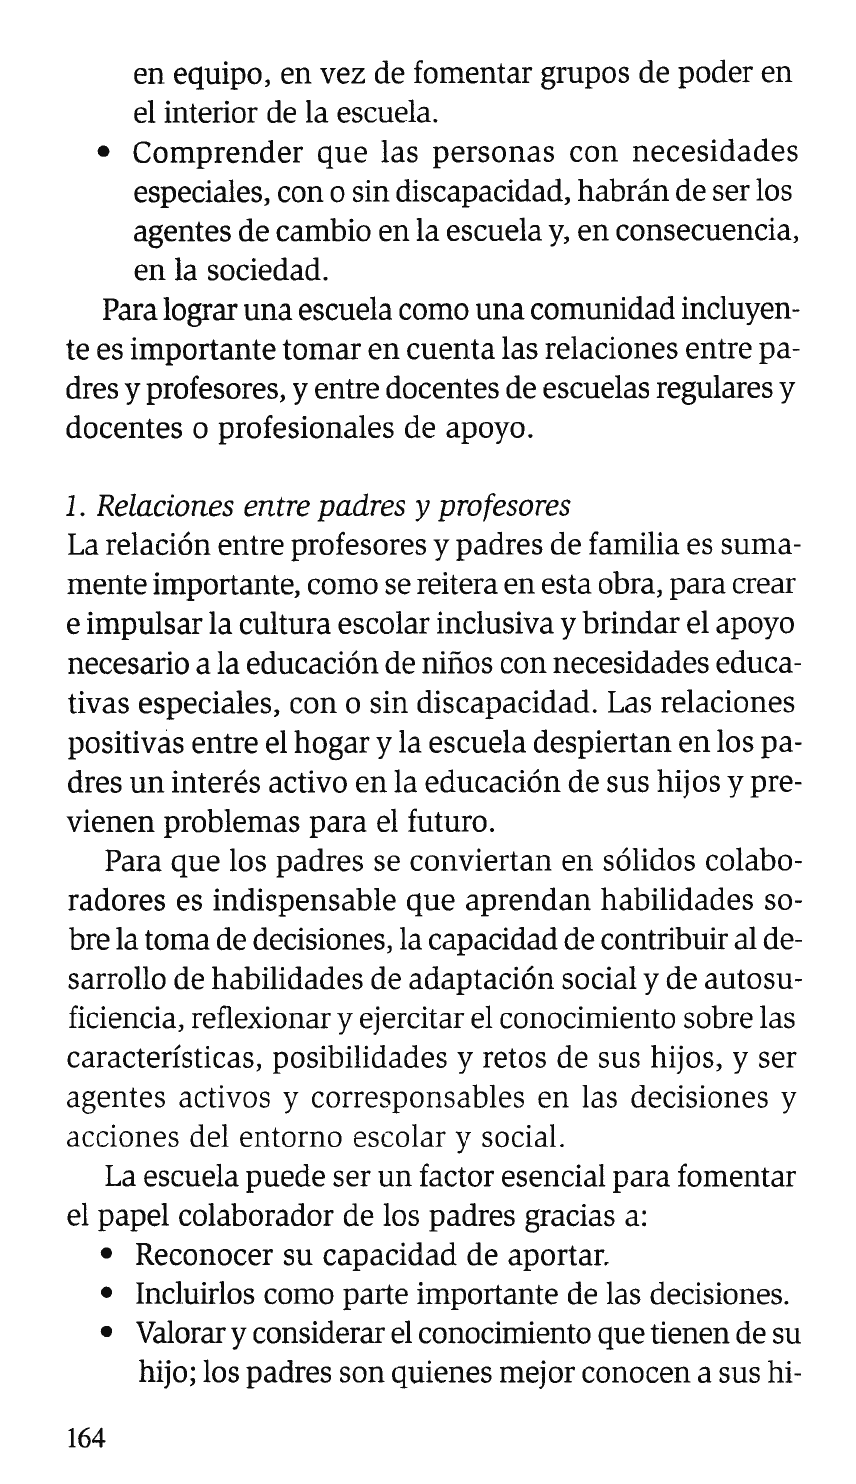 en equipo, en vez de fomentar grupos de poder en
el interior de la escuela.
• Comprender que las personas con necesidades
especiales, con o sin discapacidad, habrán de ser los
agentes de cambio en la escuela y, en consecuencia,
en la sociedad.
Para lograr una escuela como una comunidad incluyen-
te es importante tomar en cuenta las relaciones entre pa-
dres y profesores, y entre docentes de escuelas regulares y
docentes o profesionales de apoyo.
1. Relaciones entre padres y profesores
La relación entre profesores y padres de familia es suma-
mente importante, como se reitera en esta obra, para crear
e impulsar la cultura escolar inclusiva y brindar el apoyo
necesario a la educación de niños con necesidades educa-
tivas especiales, con o sin discapacidad. Las relaciones
positivas entre el hogar y la escuela despiertan en los pa-
dres un interés activo en la educación de sus hijos y pre-
vienen problemas para el futuro.
Para que los padres se conviertan en sólidos colabo-
radores es indispensable que aprendan habilidades so-
bre la toma de decisiones, la capacidad de contribuir al de-
sarrollo de habilidades de adaptación social y de autosu-
ficiencia, reflexionar y ejercitar el conocimiento sobre las
características, posibilidades y retos de sus hijos, y ser
agentes activos y corresponsables en las decisiones y
acciones del entorno escolar y social.
La escuela puede ser un factor esencial para fomentar
el papel colaborador de los padres gracias a:
• Reconocer su capacidad de aportar.
• Incluirlos como parte importante de las decisiones.
• Valorar y considerar el conocimiento que tienen de su
hijo; los padres son quienes mejor conocen a sus hi-
164